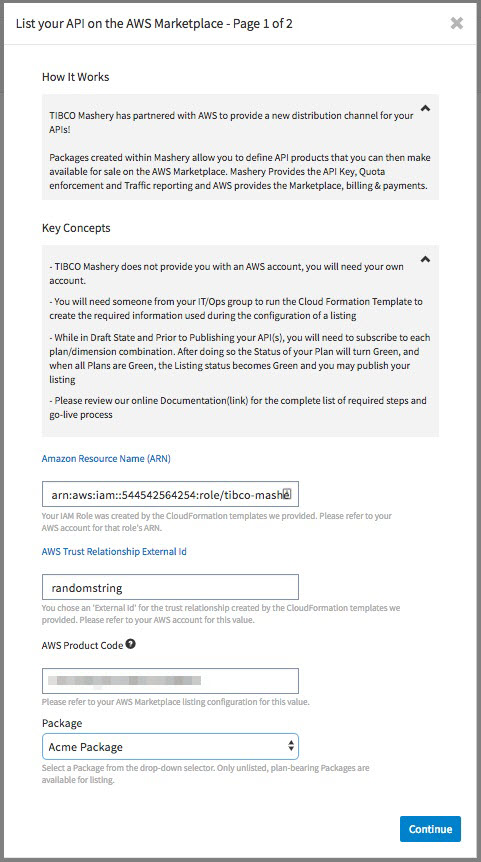 List your API on the AWS Marketplace - Page 1 of 2
How It Works
TIBCO Mashery has partnered with AWS to provide a new distribution channel for your
APIs!
Packages created within Mashery allow you to define API products that you can then make
available for sale on the AWS Marketplace. Mashery Provides the API Key, Quota
enforcement and Traffic reporting and AWS provides the Marketplace, billing & payments.
Key Concepts
- TIBCO Mashery does not provide you with an AWS account, you will need your own
account.
- You will need someone from your IT/Ops group to run the Cloud Formation Template to
create the required information used during the configuration of a listing
- While in Draft State and Prior to Publishing your API(s), you will need to subscribe to each
plan/dimension combination. After doing so the Status of your Plan will turn Green, and
when all Plans are Green, the Listing status becomes Green and you may publish your
listing
- Please review our online Documentation(link) for the complete list of required steps and
go-live process
Amazon Resource Name (ARN)
arn:aws:iam::544542564254:role/tibco-mashe
Your IAM Role was created by the CloudFormation templates we provided. Please refer to your
AWS account for that role's ARN.
AWS Trust Relationship External Id
randomstring
You chose an 'External Id' for the trust relationship created by the CloudFormation templates we
provided. Please refer to your AWS account for this value.
AWS Product Code ?
Please refer to your AWS Marketplace listing configuration for this value.
Package
Acme Package
Select a Package from the drop-down selector. Only unlisted, plan-bearing Packages are
available for listing.
Continue